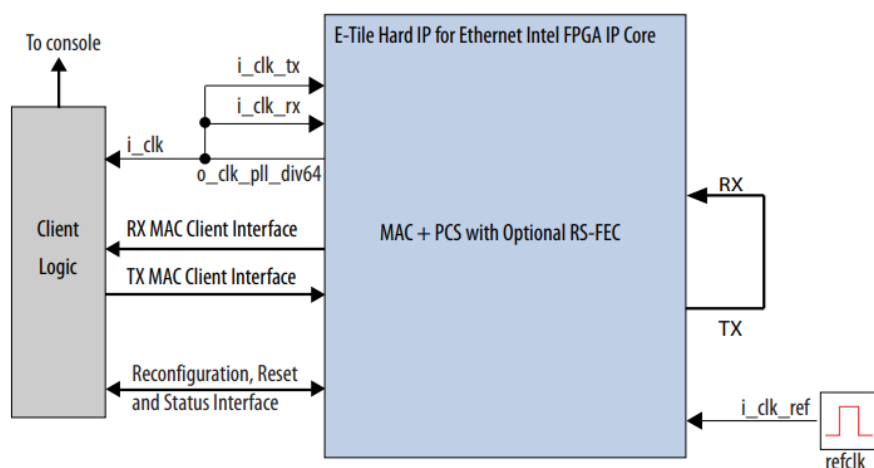 E-Tile Hard IP for Ethernet Intel FPGA IP Core
To console
i_clk_tx
i_clk_rx
i_clk
o_clk_pll_div64
RX
Client
Logic
RX MAC Client Interface
MAC + PCS with Optional RS-FEC
TX MAC Client Interface
TX
Reconfiguration, Reset
and Status Interface
i_clk_ref
refclk